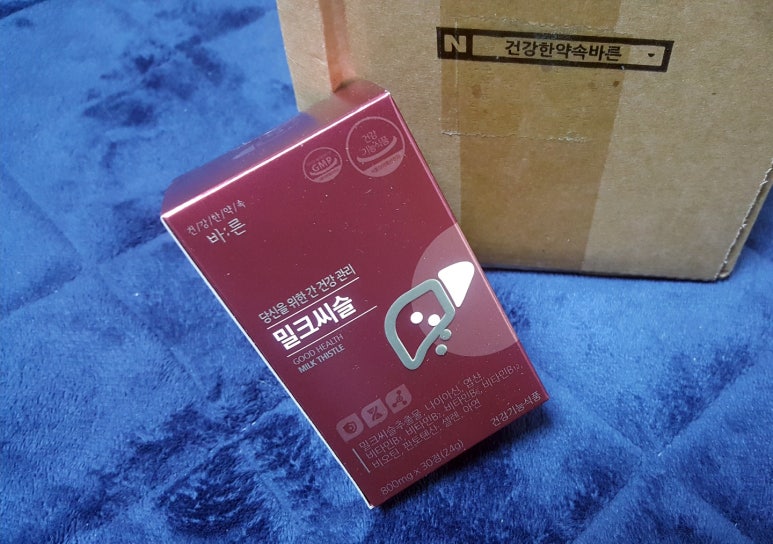 N 건강한약속바른
GMP
건강
기능식품
건/강/한/약/속
바;른
당신을 위한 간 건강 관리
밀크씨슬
GOOD HEALTH
MILK THISTLE
밀크씨슬추출물, 나이아신, 엽산
비타민B₁, 비타민B₂, 비타민B₆, 비타민B₁₂,
비오틴, 판토텐산, 셀렌, 아연
800mg x 30정(24g)
건강기능식품